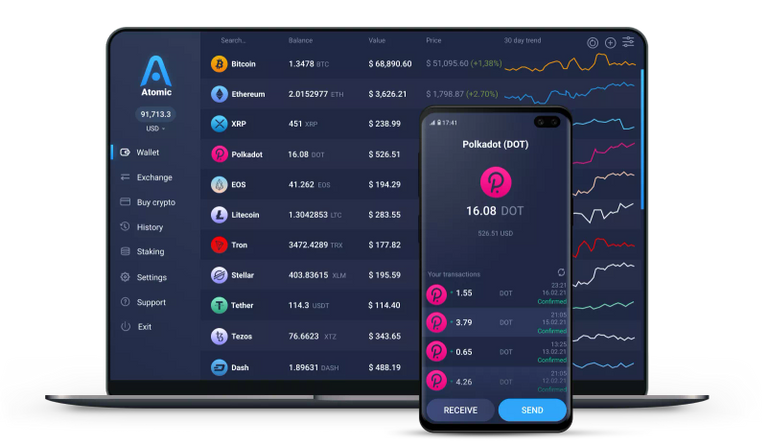 Search..
Balance
Value
Price
30 day trend
Atomic
91,713.3
USD
Wallet
Exchange
Buy crypto
History
Staking
Settings
Support
Exit
Bitcoin 1.3478 BTC $ 68,890.60 $ 51,095.60 (+1,38%)
Ethereum 2.0152977 ETH $ 3,626.21 $ 1,798.87 (+2.70%)
XRP 451 XRP $ 238.99
Polkadot 16.08 DOT $ 526.51
EOS 41.262 EOS $ 194.29
Litecoin 1.3042853 LTC $ 283.55
Tron 3472.4289 TRX $ 177.82
Stellar 403.83615 XLM $ 195.59
Tether 114.3 USDT $ 114.40
Tezos 76.6623 XTZ $ 343.65
Dash 1.89631 DASH $ 488.19
17:41
Polkadot (DOT)
16.08 DOT
526.51 USD
Your transactions
+ 1.55 DOT 23:21
16.02.21
Confirmed
+ 3.79 DOT 21:05
15.02.21
Confirmed
+ 0.65 DOT 13:25
13.02.21
Confirmed
+ 4.26 DOT 21:05
12.02.21
Confirmed
RECEIVE
SEND